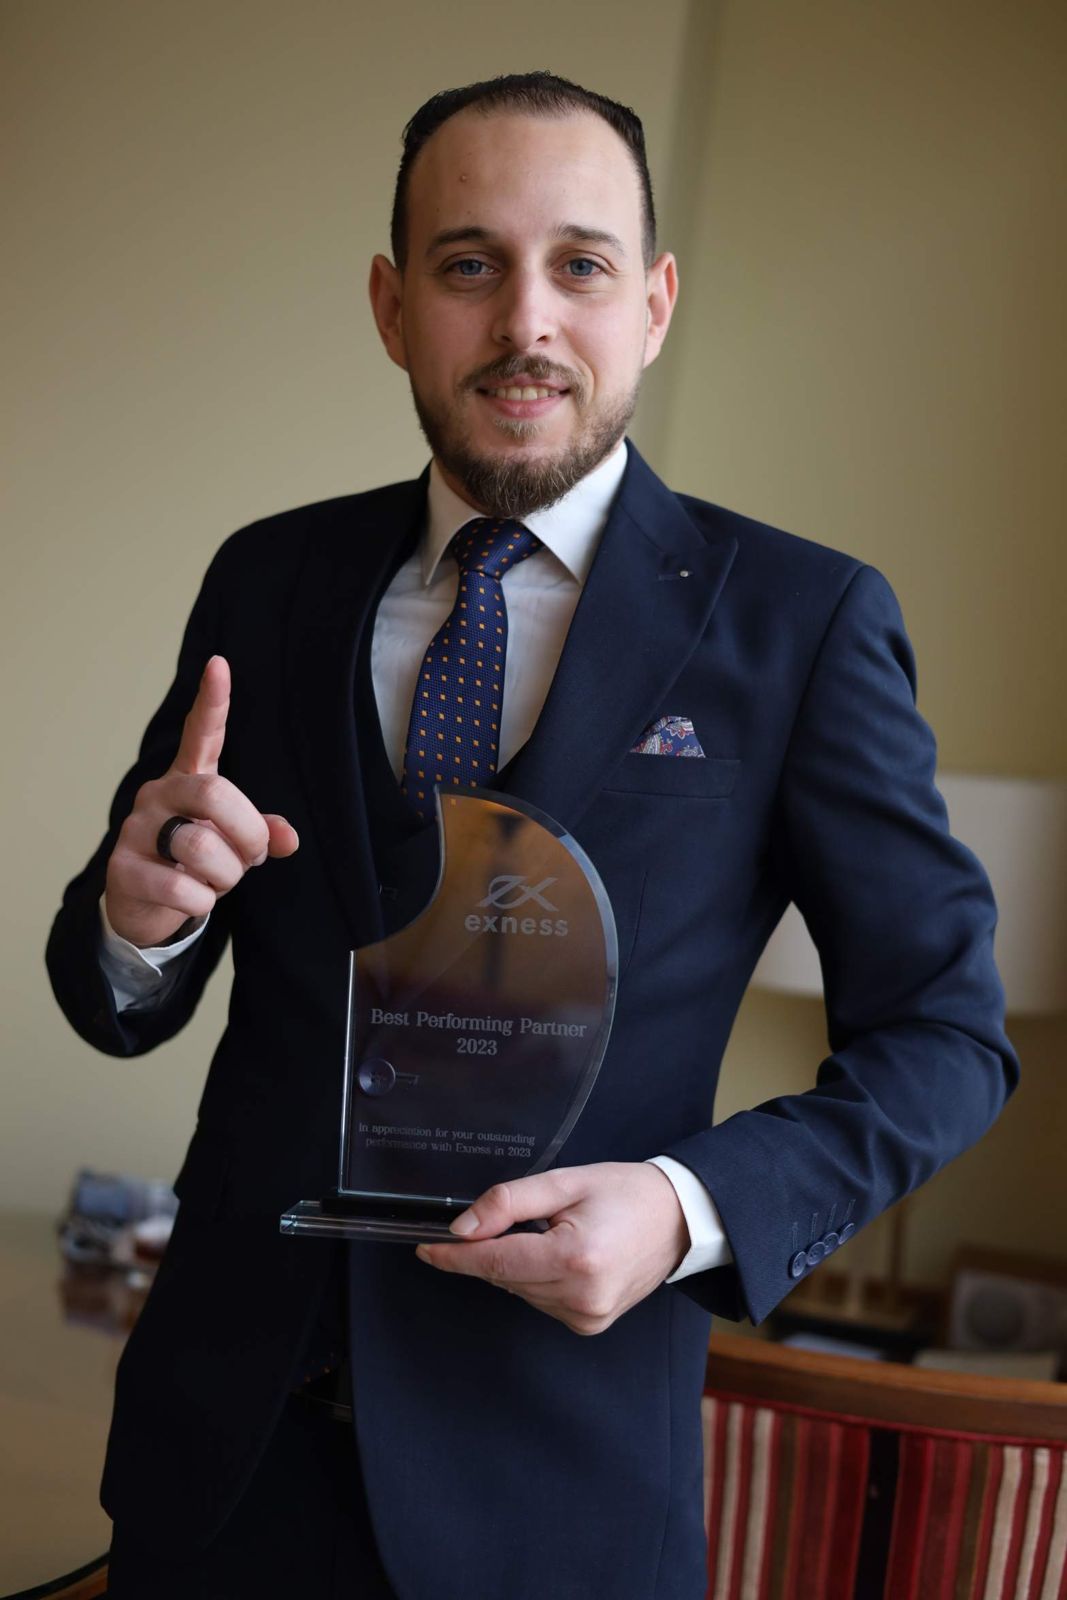 exness
Best Performing Partner
2023
In appreciation for your outstanding
performance with Exness in 2023